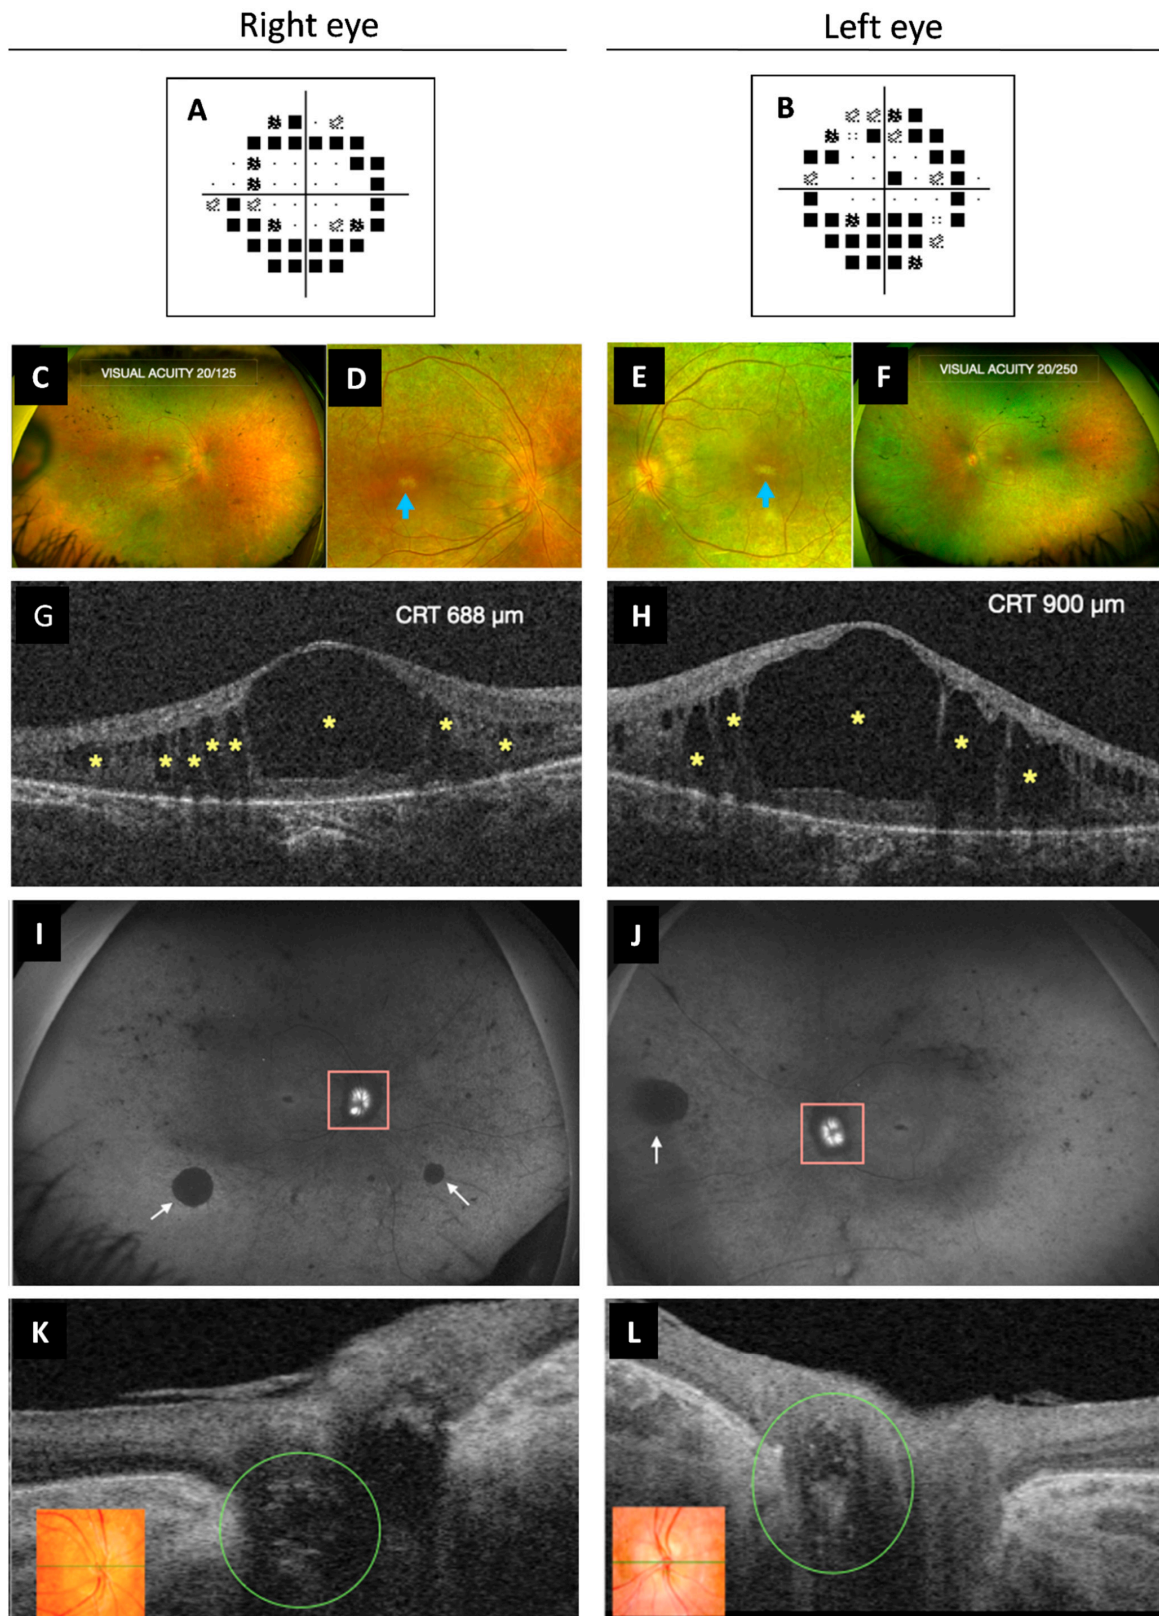 Right eye
Left eye
A
B
C
VISUAL ACUITY 20/125
D
E
F
VISUAL ACUITY 20/250
G
CRT 688 µm
H
CRT 900 µm
I
J
K
L